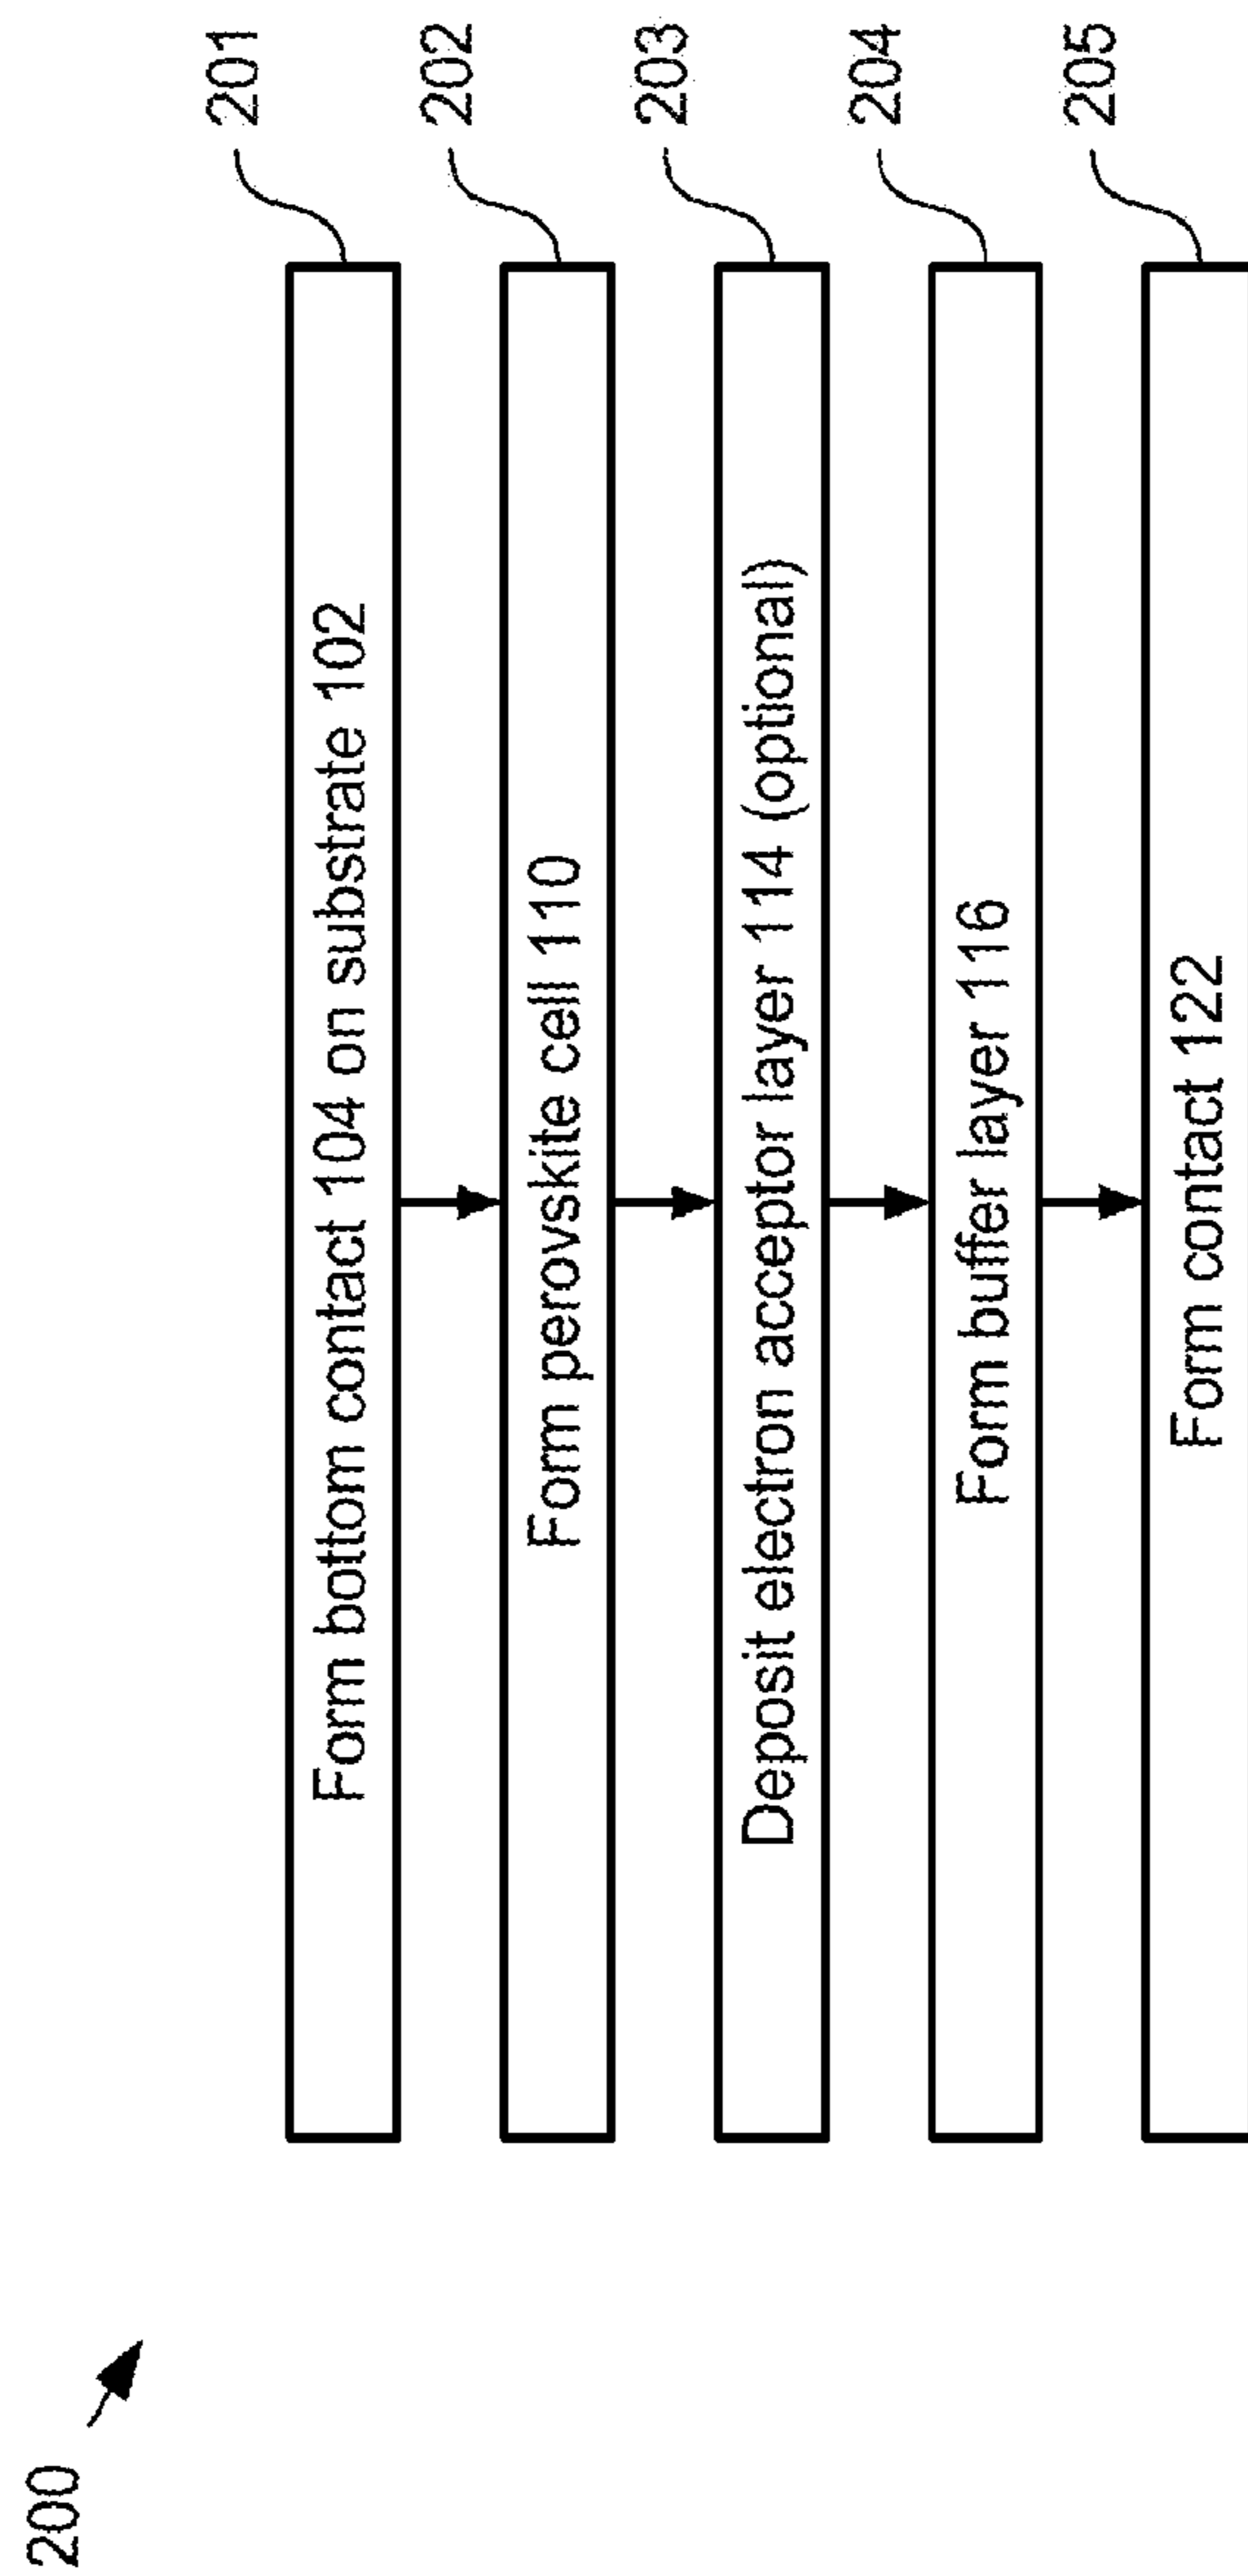 200
Form bottom contact 104 on substrate 102
201
Form perovskite cell 110
202
Deposit electron acceptor layer 114 (optional)
203
Form buffer layer 116
204
Form contact 122
205